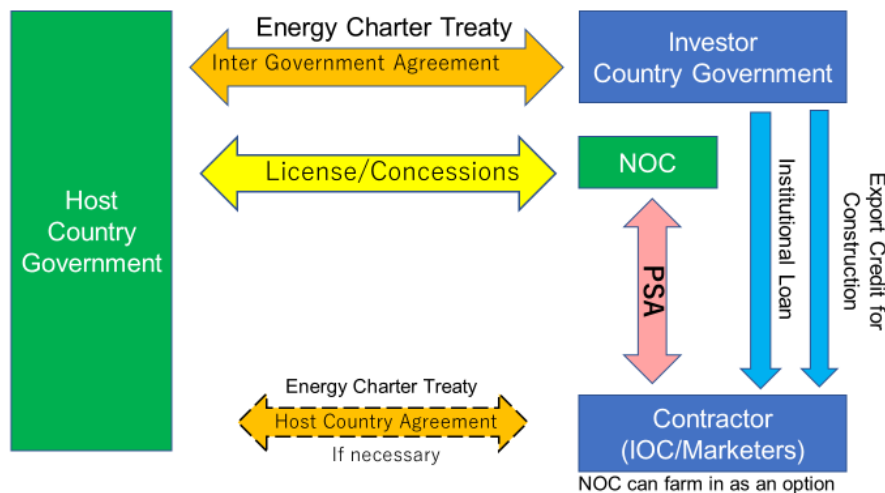 Energy Charter Treaty
Inter Government Agreement
Investor
Country Government
License/Concessions
NOC
Host
Country
Government
PSA
Institutional Loan
Export Credit for
Construction
Energy Charter Treaty
Host Country Agreement
If necessary
Contractor
(IOC/Marketers)
NOC can farm in as an option